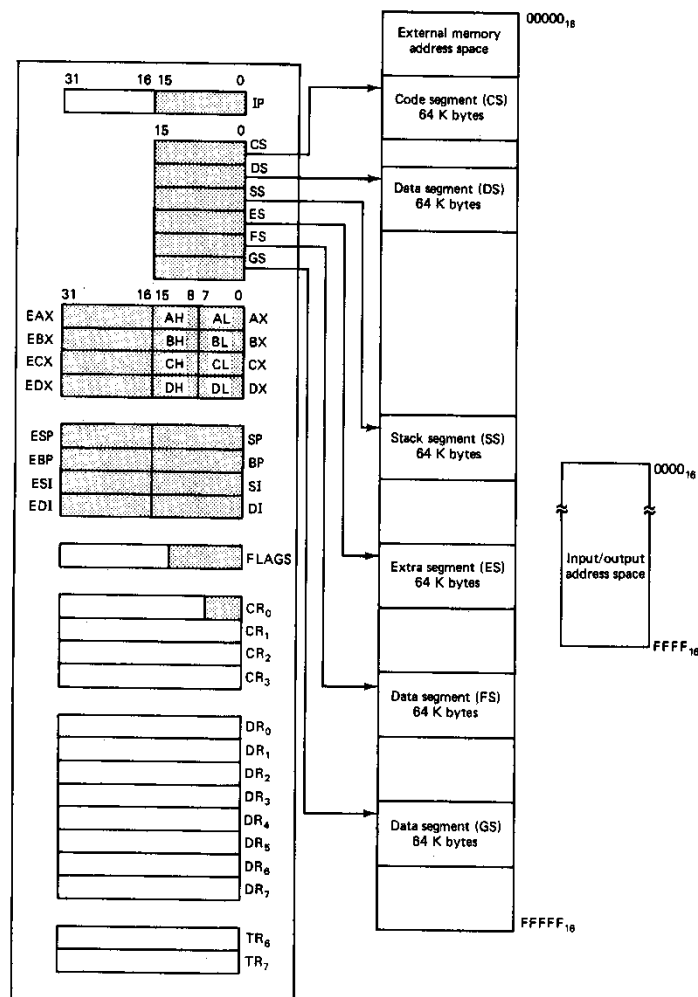 31 16 15 0
IP
15 0
CS
DS
SS
ES
FS
GS
31 16 15 8 7 0
EAX AH AL AX
EBX BH BL BX
ECX CH CL CX
EDX DH DL DX
ESP SP
EBP BP
ESI SI
EDI DI
FLAGS
CR₀
CR₁
CR₂
CR₃
DR₀
DR₁
DR₂
DR₃
DR₄
DR₅
DR₆
DR₇
TR₆
TR₇
External memory
address space
00000₁₆
Code segment (CS)
64 K bytes
Data segment (DS)
64 K bytes
Stack segment (SS)
64 K bytes
Extra segment (ES)
64 K bytes
Data segment (FS)
64 K bytes
Data segment (GS)
64 K bytes
FFFFF₁₆
0000₁₆
Input/output
address space
FFFF₁₆